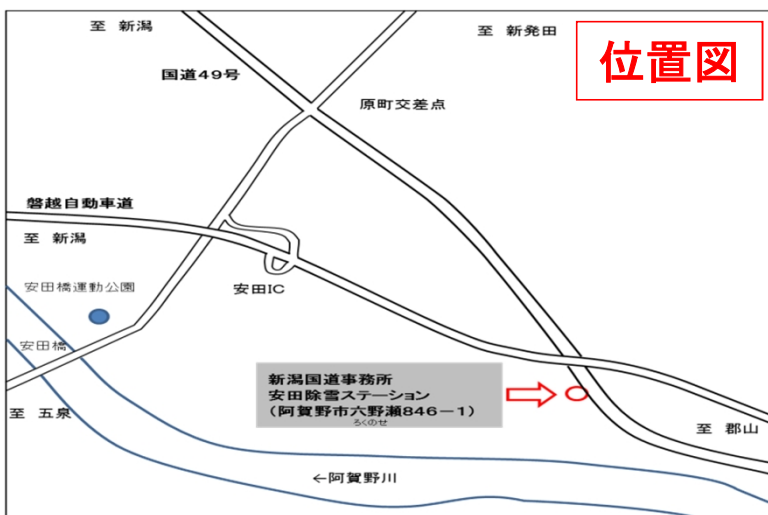 至 新潟
至 新発田
位置図
国道49号
原町交差点
磐越自動車道
至 新潟
安田橋運動公園
安田IC
安田橋
新潟国道事務所
安田除雪ステーション
(阿賀野市六野瀬846－1)
ろくのせ
至 五泉
至 郡山
←阿賀野川